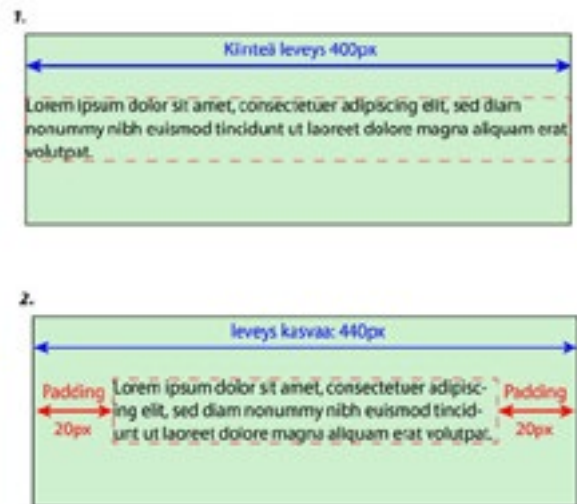 1.
Kiinteä leveys 400px
Lorem ipsum dolor sit amet, consectetuer adipiscing elit, sed diam
nonummy nibh euismod tincidunt ut laoreet dolore magna aliquam erat
volutpat.
2.
leveys kasvaa: 440px
Padding
20px
Lorem ipsum dolor sit amet, consectetuer adipisc-
ing elit, sed diam nonummy nibh euismod tincid-
unt ut laoreet dolore magna aliquam erat volutpat.
Padding
20px